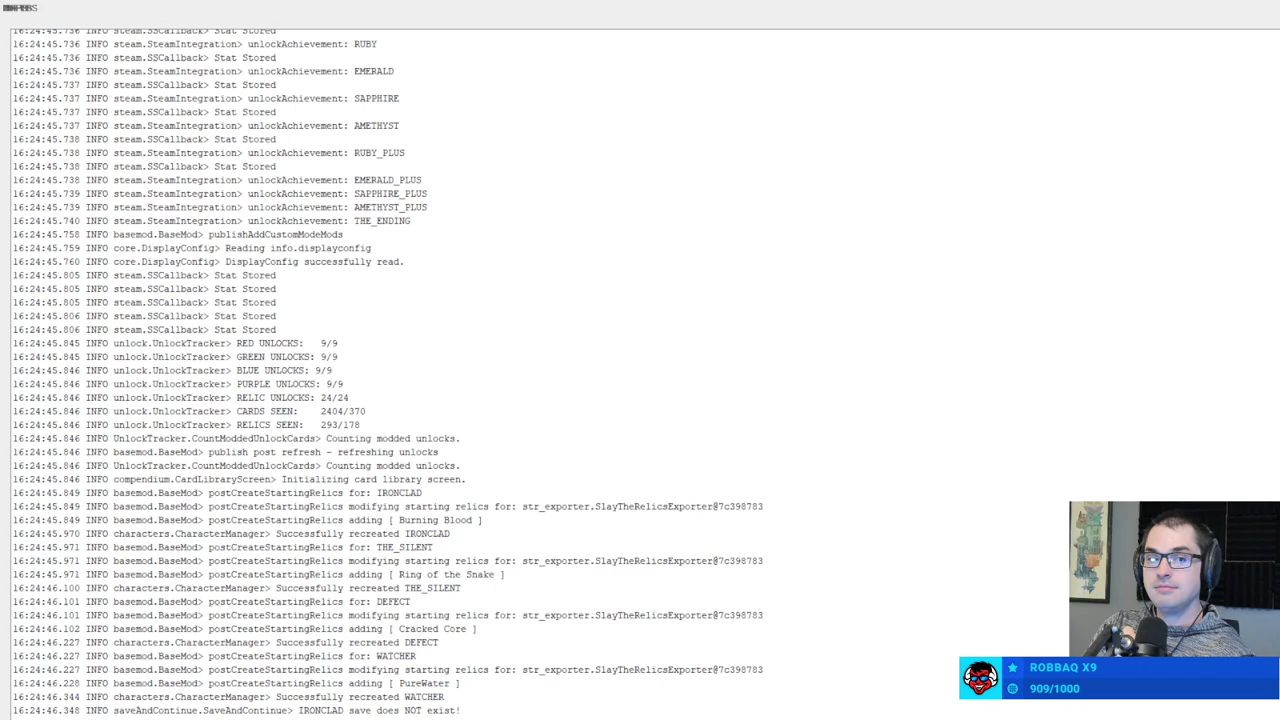 16:24:45.736 INFO steam.SSCallback> Stat Stored
16:24:45.736 INFO steam.SteamIntegration> unlockAchievement: RUBY
16:24:45.736 INFO steam.SSCallback> Stat Stored
16:24:45.736 INFO steam.SteamIntegration> unlockAchievement: EMERALD
16:24:45.737 INFO steam.SSCallback> Stat Stored
16:24:45.737 INFO steam.SteamIntegration> unlockAchievement: SAPPHIRE
16:24:45.737 INFO steam.SSCallback> Stat Stored
16:24:45.737 INFO steam.SteamIntegration> unlockAchievement: AMETHYST
16:24:45.738 INFO steam.SSCallback> Stat Stored
16:24:45.738 INFO steam.SteamIntegration> unlockAchievement: RUBY_PLUS
16:24:45.738 INFO steam.SSCallback> Stat Stored
16:24:45.738 INFO steam.SteamIntegration> unlockAchievement: EMERALD_PLUS
16:24:45.739 INFO steam.SteamIntegration> unlockAchievement: SAPPHIRE_PLUS
16:24:45.739 INFO steam.SteamIntegration> unlockAchievement: AMETHYST_PLUS
16:24:45.740 INFO steam.SteamIntegration> unlockAchievement: THE_ENDING
16:24:45.758 INFO basemod.BaseMod> publishAddCustomModeMods
16:24:45.759 INFO core.DisplayConfig> Reading info.displayconfig
16:24:45.760 INFO core.DisplayConfig> DisplayConfig successfully read.
16:24:45.805 INFO steam.SSCallback> Stat Stored
16:24:45.805 INFO steam.SSCallback> Stat Stored
16:24:45.805 INFO steam.SSCallback> Stat Stored
16:24:45.806 INFO steam.SSCallback> Stat Stored
16:24:45.806 INFO steam.SSCallback> Stat Stored
16:24:45.845 INFO unlock.UnlockTracker> RED UNLOCKS: 9/9
16:24:45.845 INFO unlock.UnlockTracker> GREEN UNLOCKS: 9/9
16:24:45.846 INFO unlock.UnlockTracker> BLUE UNLOCKS: 9/9
16:24:45.846 INFO unlock.UnlockTracker> PURPLE UNLOCKS: 9/9
16:24:45.846 INFO unlock.UnlockTracker> RELIC UNLOCKS: 24/24
16:24:45.846 INFO unlock.UnlockTracker> CARDS SEEN: 2404/370
16:24:45.846 INFO unlock.UnlockTracker> RELICS SEEN: 293/178
16:24:45.846 INFO UnlockTracker.CountModdedUnlockCards> Counting modded unlocks.
16:24:45.846 INFO basemod.BaseMod> publish post refresh - refreshing unlocks
16:24:45.846 INFO UnlockTracker.CountModdedUnlockCards> Counting modded unlocks.
16:24:45.846 INFO compendium.CardLibraryScreen> Initializing card library screen.
16:24:45.849 INFO basemod.BaseMod> postCreateStartingRelics for: IRONCLAD
16:24:45.849 INFO basemod.BaseMod> postCreateStartingRelics modifying starting relics for: str_exporter.SlayTheRelicsExporter@7c398783
16:24:45.849 INFO basemod.BaseMod> postCreateStartingRelics adding [ Burning Blood ]
16:24:45.970 INFO characters.CharacterManager> Successfully recreated IRONCLAD
16:24:45.971 INFO basemod.BaseMod> postCreateStartingRelics for: THE_SILENT
16:24:45.971 INFO basemod.BaseMod> postCreateStartingRelics modifying starting relics for: str_exporter.SlayTheRelicsExporter@7c398783
16:24:45.971 INFO basemod.BaseMod> postCreateStartingRelics adding [ Ring of the Snake ]
16:24:46.100 INFO characters.CharacterManager> Successfully recreated THE_SILENT
16:24:46.101 INFO basemod.BaseMod> postCreateStartingRelics for: DEFECT
16:24:46.101 INFO basemod.BaseMod> postCreateStartingRelics modifying starting relics for: str_exporter.SlayTheRelicsExporter@7c398783
16:24:46.102 INFO basemod.BaseMod> postCreateStartingRelics adding [ Cracked Core ]
16:24:46.227 INFO characters.CharacterManager> Successfully recreated DEFECT
16:24:46.227 INFO basemod.BaseMod> postCreateStartingRelics for: WATCHER
16:24:46.227 INFO basemod.BaseMod> postCreateStartingRelics modifying starting relics for: str_exporter.SlayTheRelicsExporter@7c398783
16:24:46.228 INFO basemod.BaseMod> postCreateStartingRelics adding [ PureWater ]
16:24:46.344 INFO characters.CharacterManager> Successfully recreated WATCHER
16:24:46.348 INFO saveAndContinue.SaveAndContinue> IRONCLAD save does NOT exist!
ROBBAQ X9
909/1000